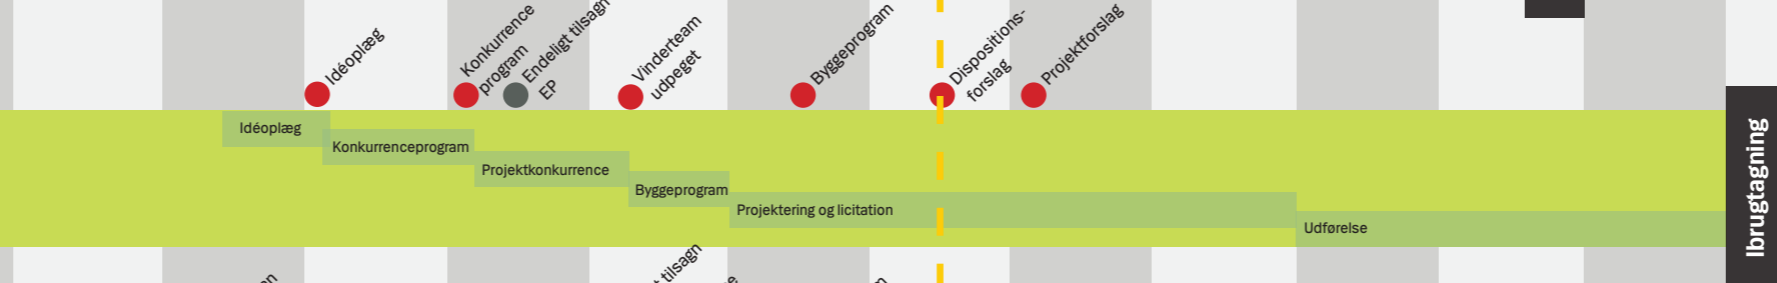 Idéoplæg
Konkurrence
program
Endeligt tilsagn
EP
Vinderteam
udpeget
Byggeprogram
Dispositions-
forslag
Projektforslag
Idéoplæg
Konkurrenceprogram
Projektkonkurrence
Byggeprogram
Projektering og licitation
Udførelse
Ibrugtagning
tilsagn